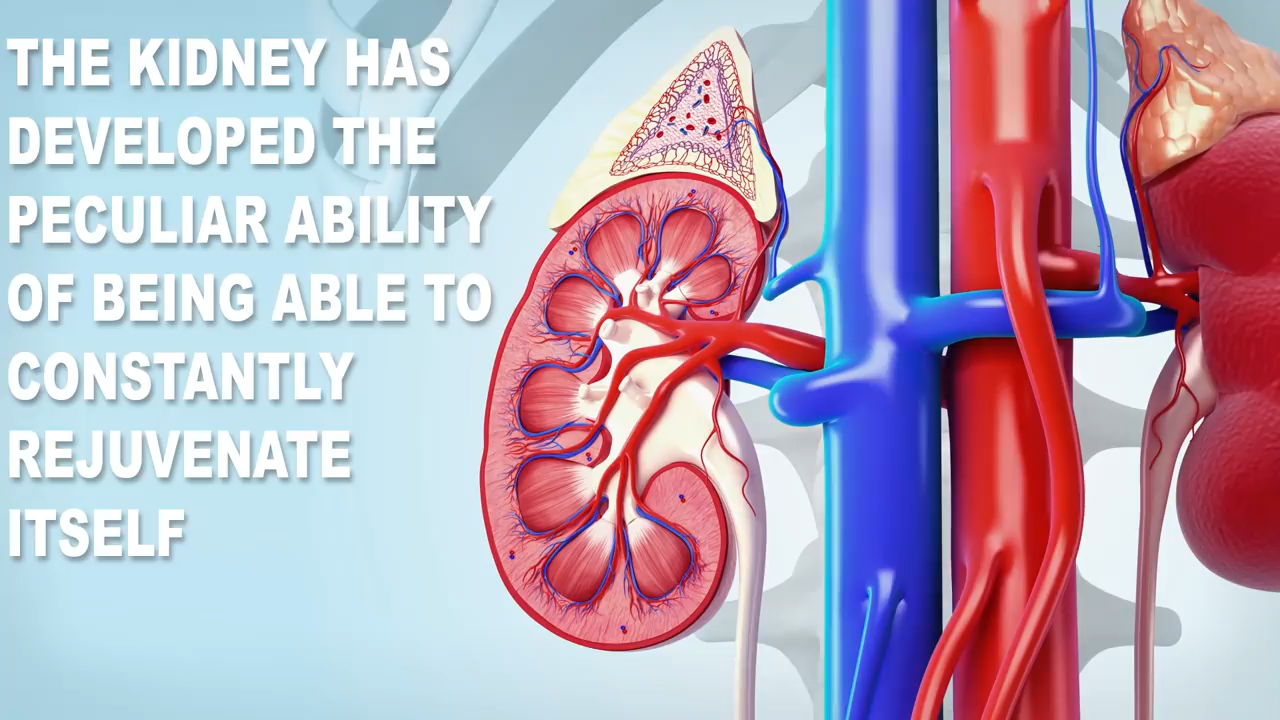 THE KIDNEY HAS
DEVELOPED THE
PECULIAR ABILITY
OF BEING ABLE TO
CONSTANTLY
REJUVENATE
ITSELF